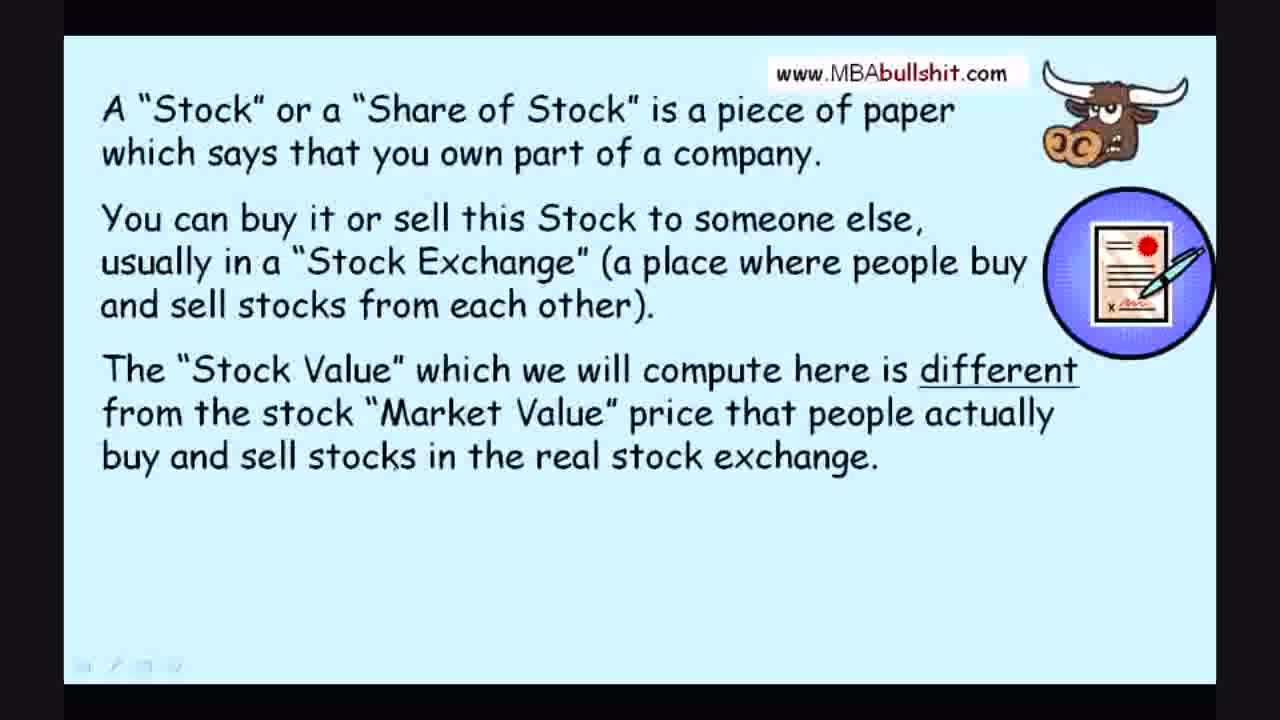 www.MBAbullshit.com
A “Stock” or a “Share of Stock” is a piece of paper
which says that you own part of a company.
You can buy it or sell this Stock to someone else,
usually in a “Stock Exchange” (a place where people buy
and sell stocks from each other).
The “Stock Value” which we will compute here is different
from the stock “Market Value” price that people actually
buy and sell stocks in the real stock exchange.
x